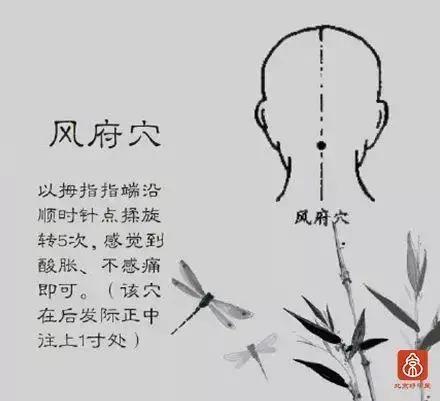 风府穴
以拇指指端沿
顺时针点揉旋
转5次，感觉到
酸胀、不感痛
即可。（该穴
在后发际正中
注上1寸处）
风府穴